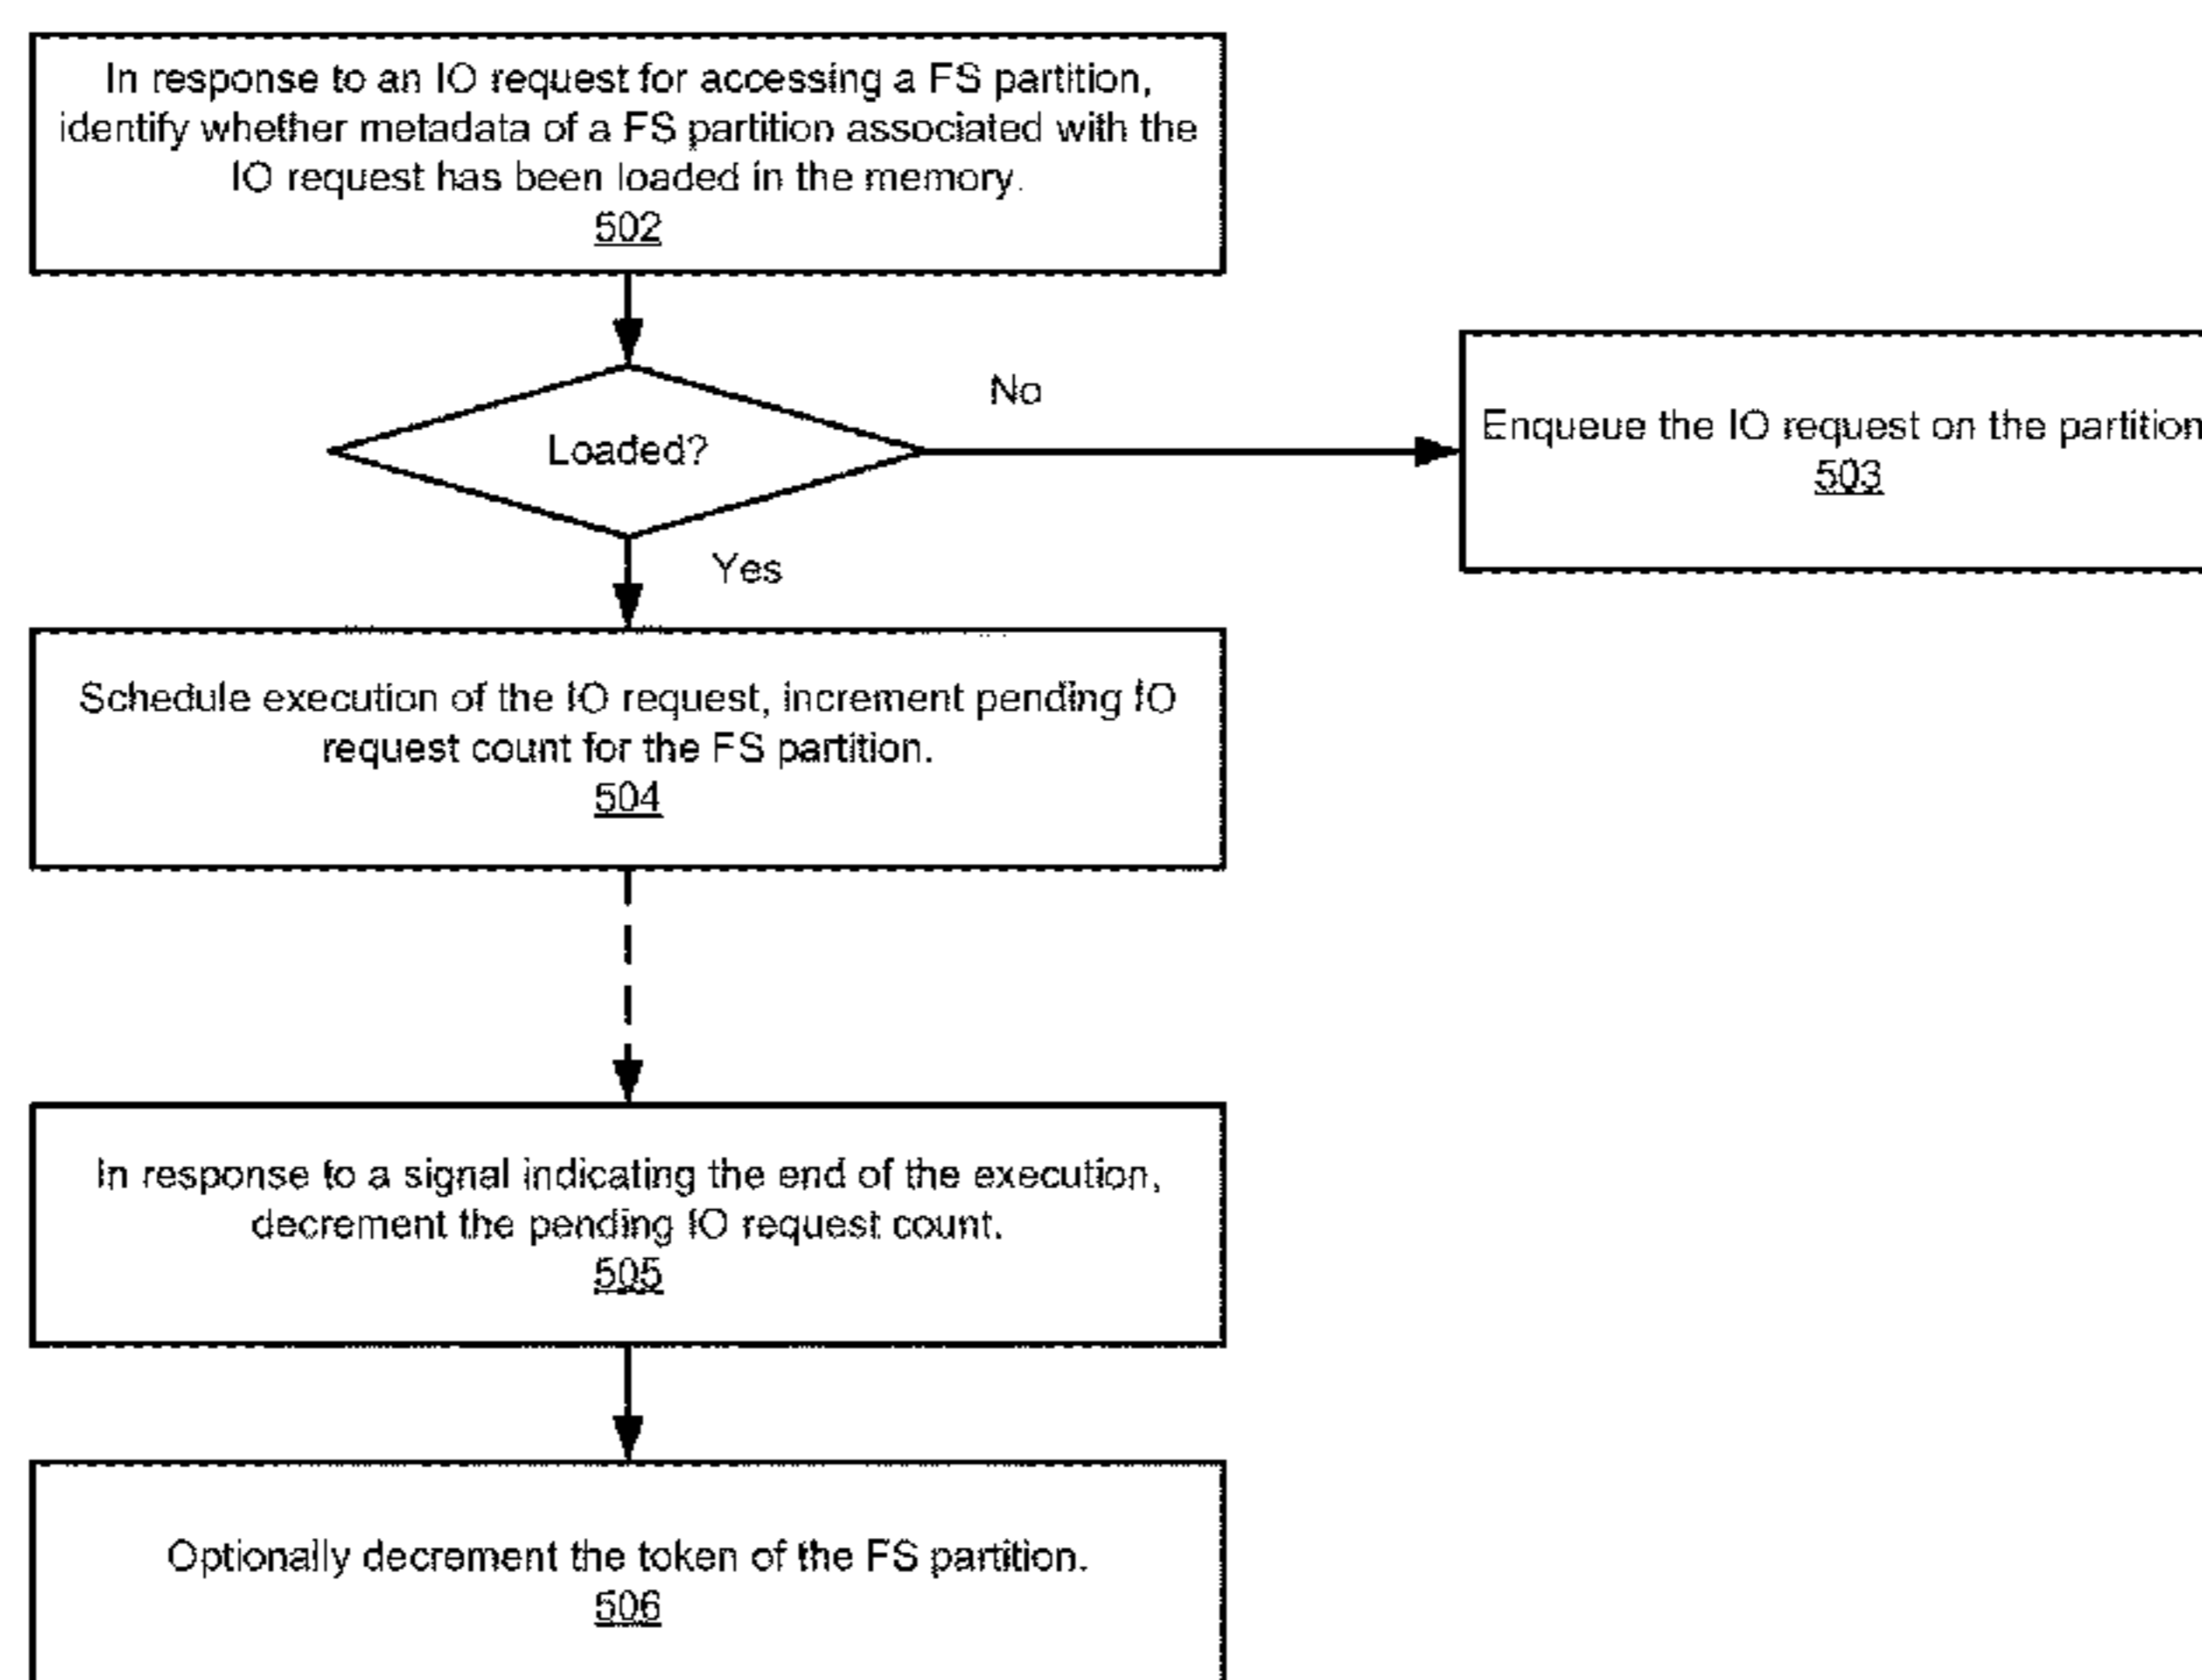 In response to an IO request for accessing a FS partition,
identify whether metadata of a FS partition associated with the
IO request has been loaded in the memory.
502
Loaded?
No
Enqueue the IO request on the partition
503
Yes
Schedule execution of the IO request, increment pending IO
request count for the FS partition.
504
In response to a signal indicating the end of the execution,
decrement the pending IO request count.
505
Optionally decrement the token of the FS partition.
506